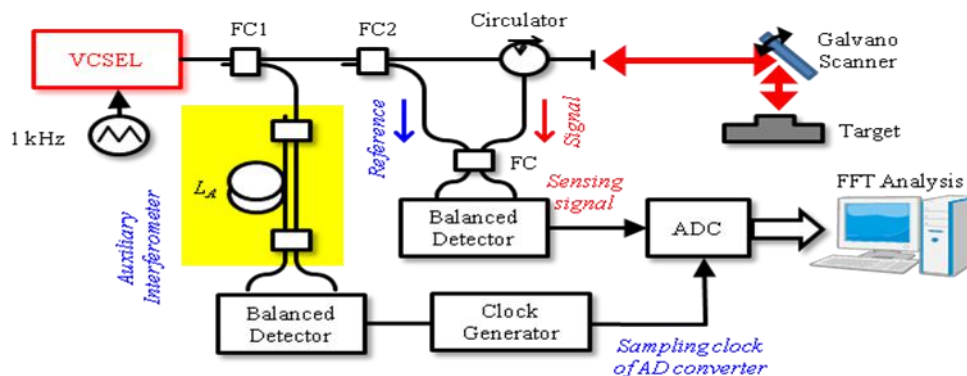 FC1
FC2
Circulator
VCSEL
Galvano
Scanner
1 kHz
Reference
Signal
Target
LA
FC
Auxiliary
Interferometer
Sensing
signal
FFT Analysis
Balanced
Detector
ADC
Balanced
Detector
Clock
Generator
Sampling clock
of AD converter